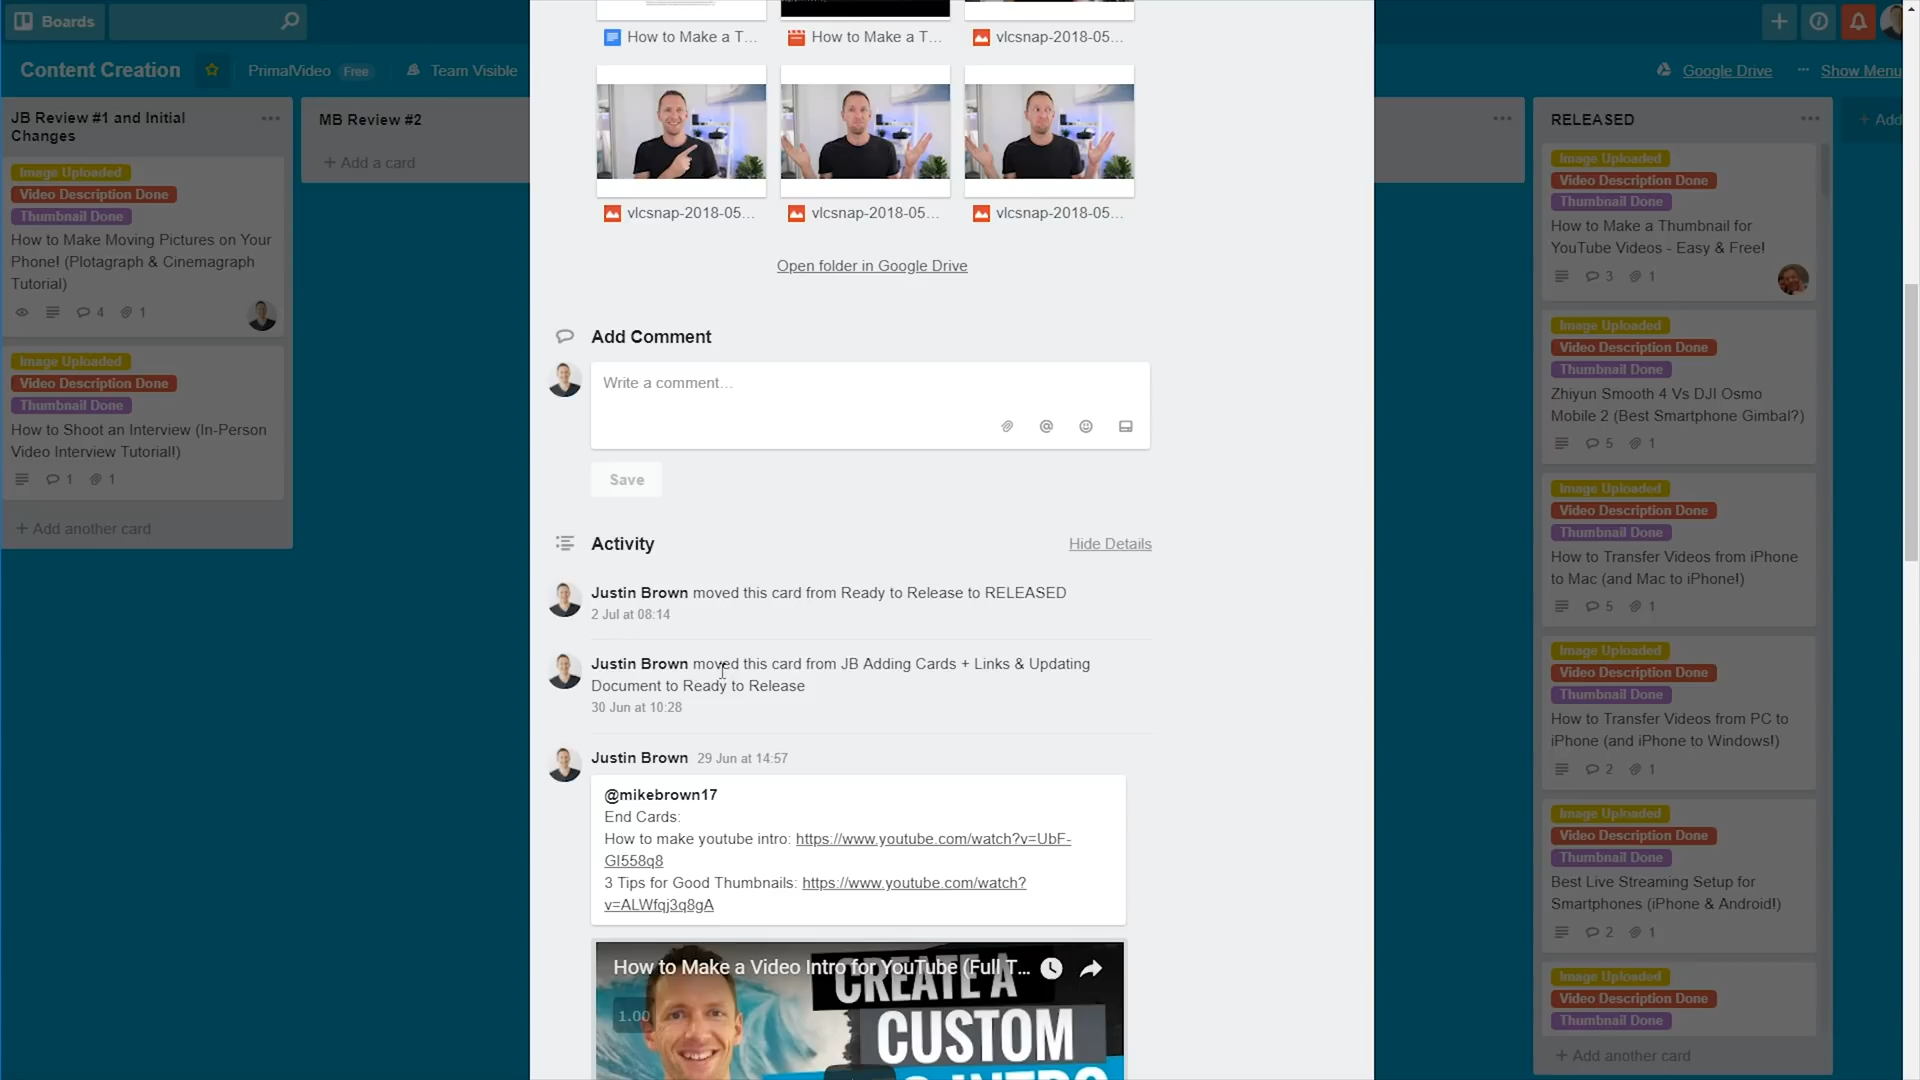 Boards
Content Creation
PrimalVideo Free
Team Visible
Google Drive
Show Menu
JB Review #1 and Initial
Changes
Image Uploaded
Video Description Done
Thumbnail Done
How to Make Moving Pictures on Your
Phone! (Plotagraph & Cinemagraph
Tutorial)
4
1
Image Uploaded
Video Description Done
Thumbnail Done
How to Shoot an Interview (In-Person
Video Interview Tutorial!)
1
1
+ Add another card
MB Review #2
+ Add a card
How to Make a T...
How to Make a T...
vlcsnap-2018-05...
vlcsnap-2018-05...
vlcsnap-2018-05...
vlcsnap-2018-05...
Open folder in Google Drive
Add Comment
Write a comment...
Save
Activity
Hide Details
Justin Brown moved this card from Ready to Release to RELEASED
2 Jul at 08:14
Justin Brown moved this card from JB Adding Cards + Links & Updating
Document to Ready to Release
30 Jun at 10:28
Justin Brown 29 Jun at 14:57
@mikebrown17
End Cards:
How to make youtube intro: https://www.youtube.com/watch?v=UbF-
GI558q8
3 Tips for Good Thumbnails: https://www.youtube.com/watch?
v=ALWfqj3q8gA
How to Make a Video Intro for YouTube (Full T...
1.00
CREATE A
CUSTOM
RELEASED
+ Add
Image Uploaded
Video Description Done
Thumbnail Done
How to Make a Thumbnail for
YouTube Videos - Easy & Free!
3
1
Image Uploaded
Video Description Done
Thumbnail Done
Zhiyun Smooth 4 Vs DJI Osmo
Mobile 2 (Best Smartphone Gimbal?)
5
1
Image Uploaded
Video Description Done
Thumbnail Done
How to Transfer Videos from iPhone
to Mac (and Mac to iPhone!)
5
1
Image Uploaded
Video Description Done
Thumbnail Done
How to Transfer Videos from PC to
iPhone (and iPhone to Windows!)
2
1
Image Uploaded
Video Description Done
Thumbnail Done
Best Live Streaming Setup for
Smartphones (iPhone & Android!)
2
1
Image Uploaded
Video Description Done
Thumbnail Done
+ Add another card